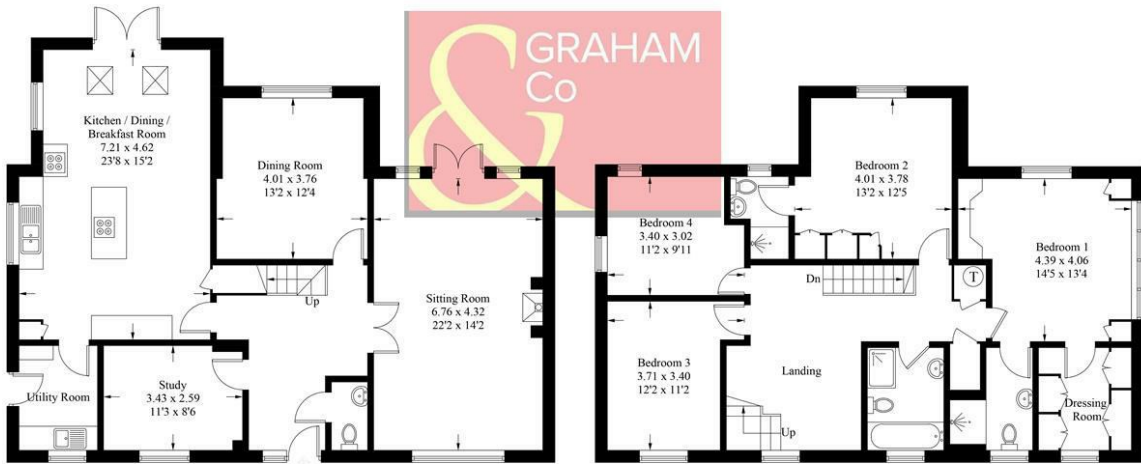 & GRAHAM
Co
Kitchen / Dining /
Breakfast Room
7.21 x 4.62
23'8 x 15'2
Dining Room
4.01 x 3.76
13'2 x 12'4
Up
Sitting Room
6.76 x 4.32
22'2 x 14'2
Utility Room
Study
3.43 x 2.59
11'3 x 8'6
Bedroom 4
3.40 x 3.02
11'2 x 9'11
Bedroom 2
4.01 x 3.78
13'2 x 12'5
Bedroom 1
4.39 x 4.06
14'5 x 13'4
Dn
T
Bedroom 3
3.71 x 3.40
12'2 x 11'2
Landing
Up
Dressing
Room